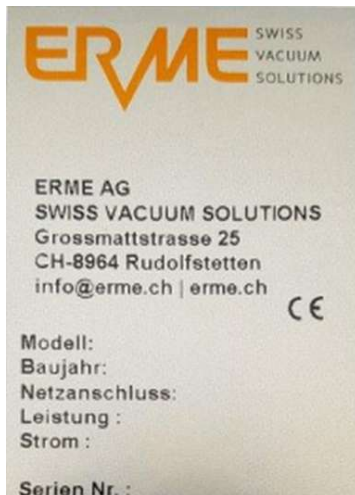 ERME
SWISS
VACUUM
SOLUTIONS
ERME AG
SWISS VACUUM SOLUTIONS
Grossmattstrasse 25
CH-8964 Rudolfstetten
info@erme.ch | erme.ch
CE
Modell:
Baujahr:
Netzanschluss:
Leistung :
Strom :
Serien Nr. :